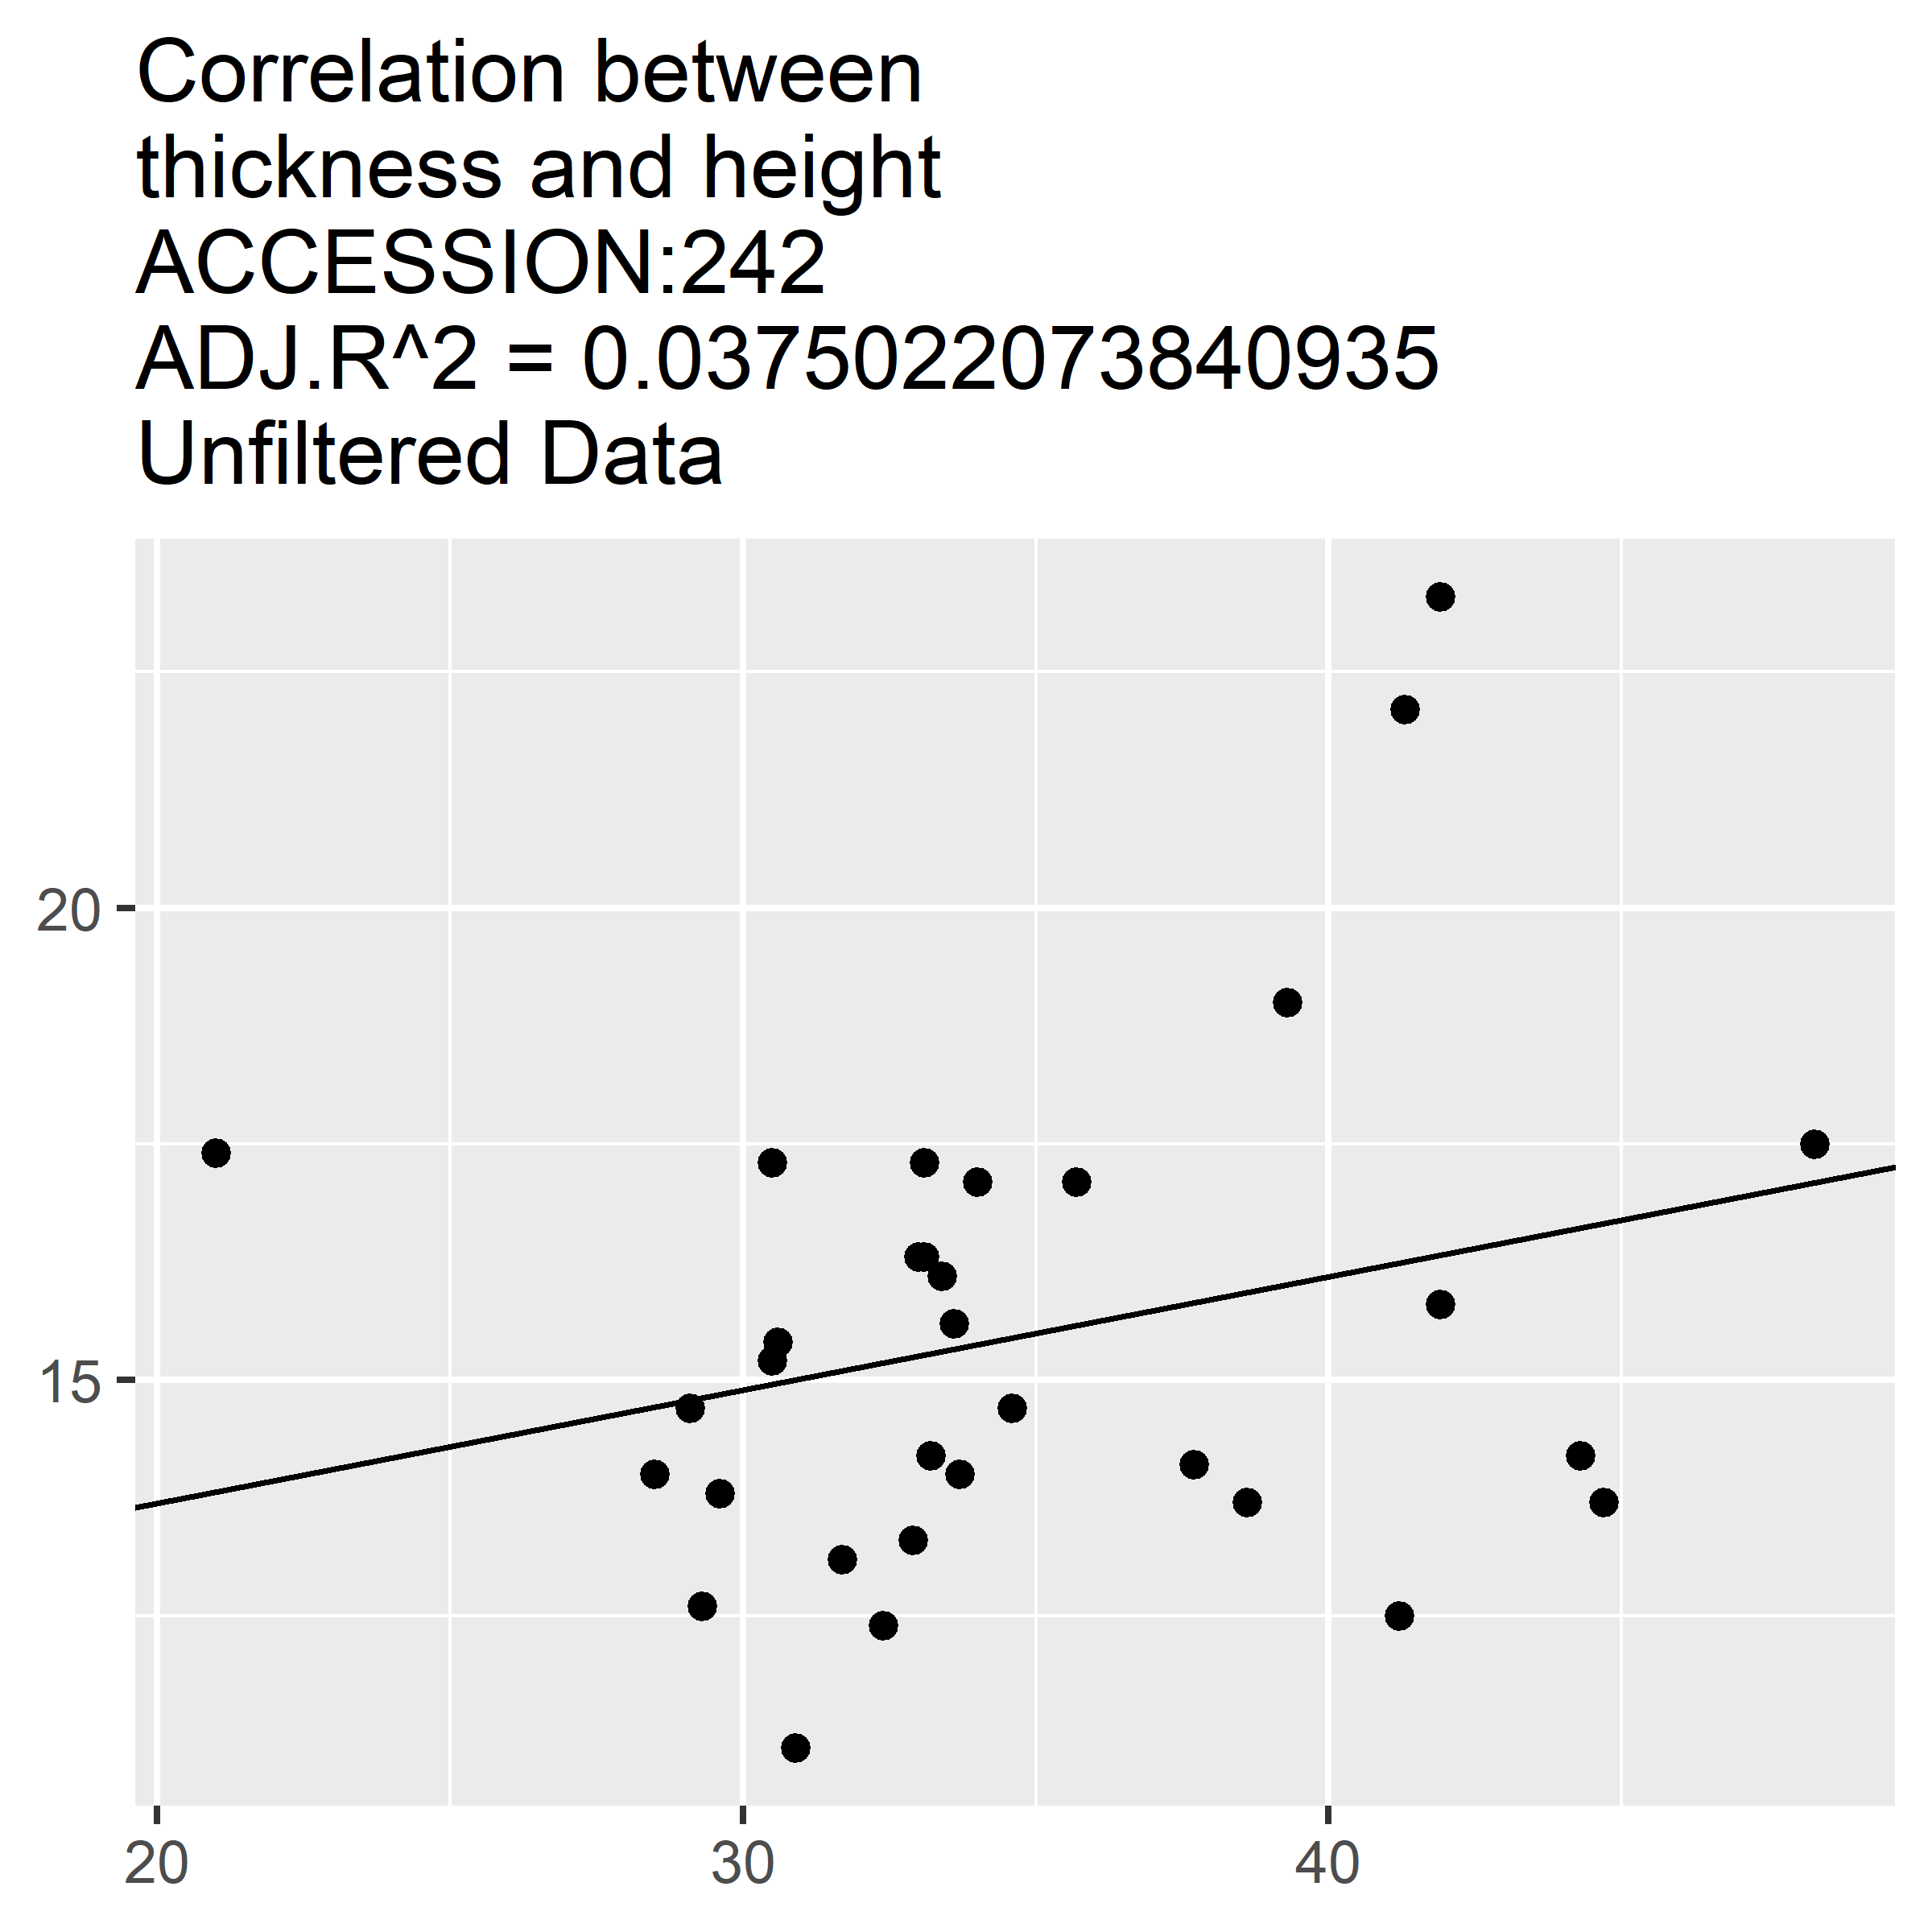 Correlation between
thickness and height
ACCESSION:242
ADJ.R^2 = 0.0375022073840935
Unfiltered Data
20
15
20 30 40